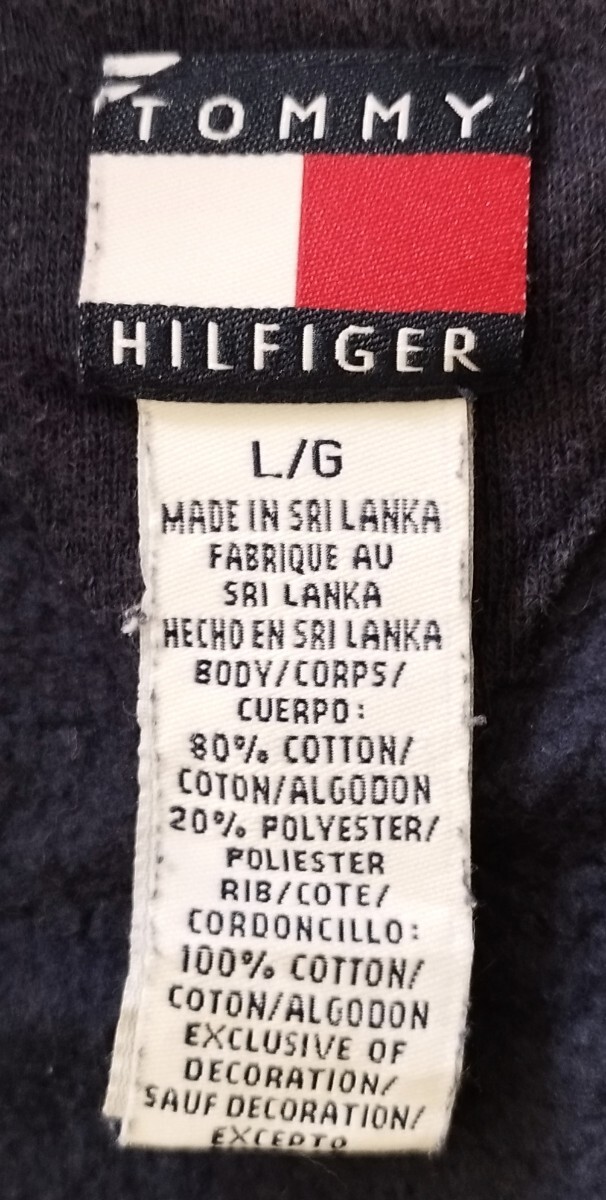 TOMMY
HILFIGER
L/G
MADE IN SRI LANKA
FABRIQUE AU
SRI LANKA
HECHO EN SRI LANKA
BODY/CORPS/
CUERPO:
80% COTTON/
COTON/ALGODON
20% POLYESTER/
POLIESTER
RIB/COTE/
CORDONCILLO:
100% COTTON/
COTON/ALGODON
EXCLUSIVE OF
DECORATION/
SAUF DECORATION/
EXCEPTO